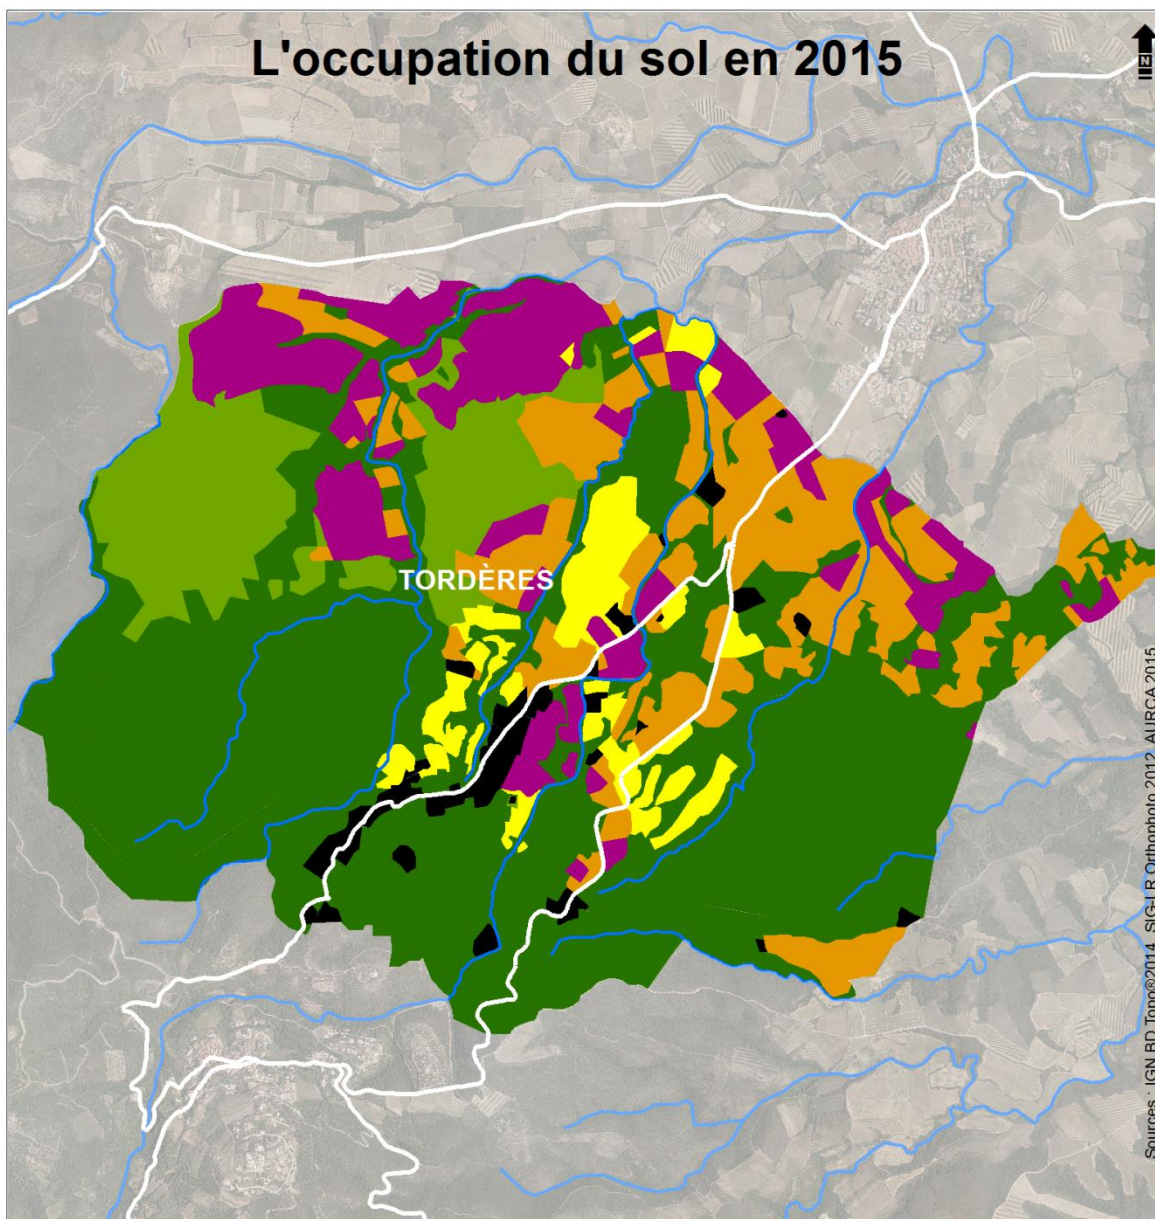 L'occupation du sol en 2015
N
TORDÈRES
Sources : IGN BD Topo®2014, SIG-LR Orthophoto 2012, AURCA 2015